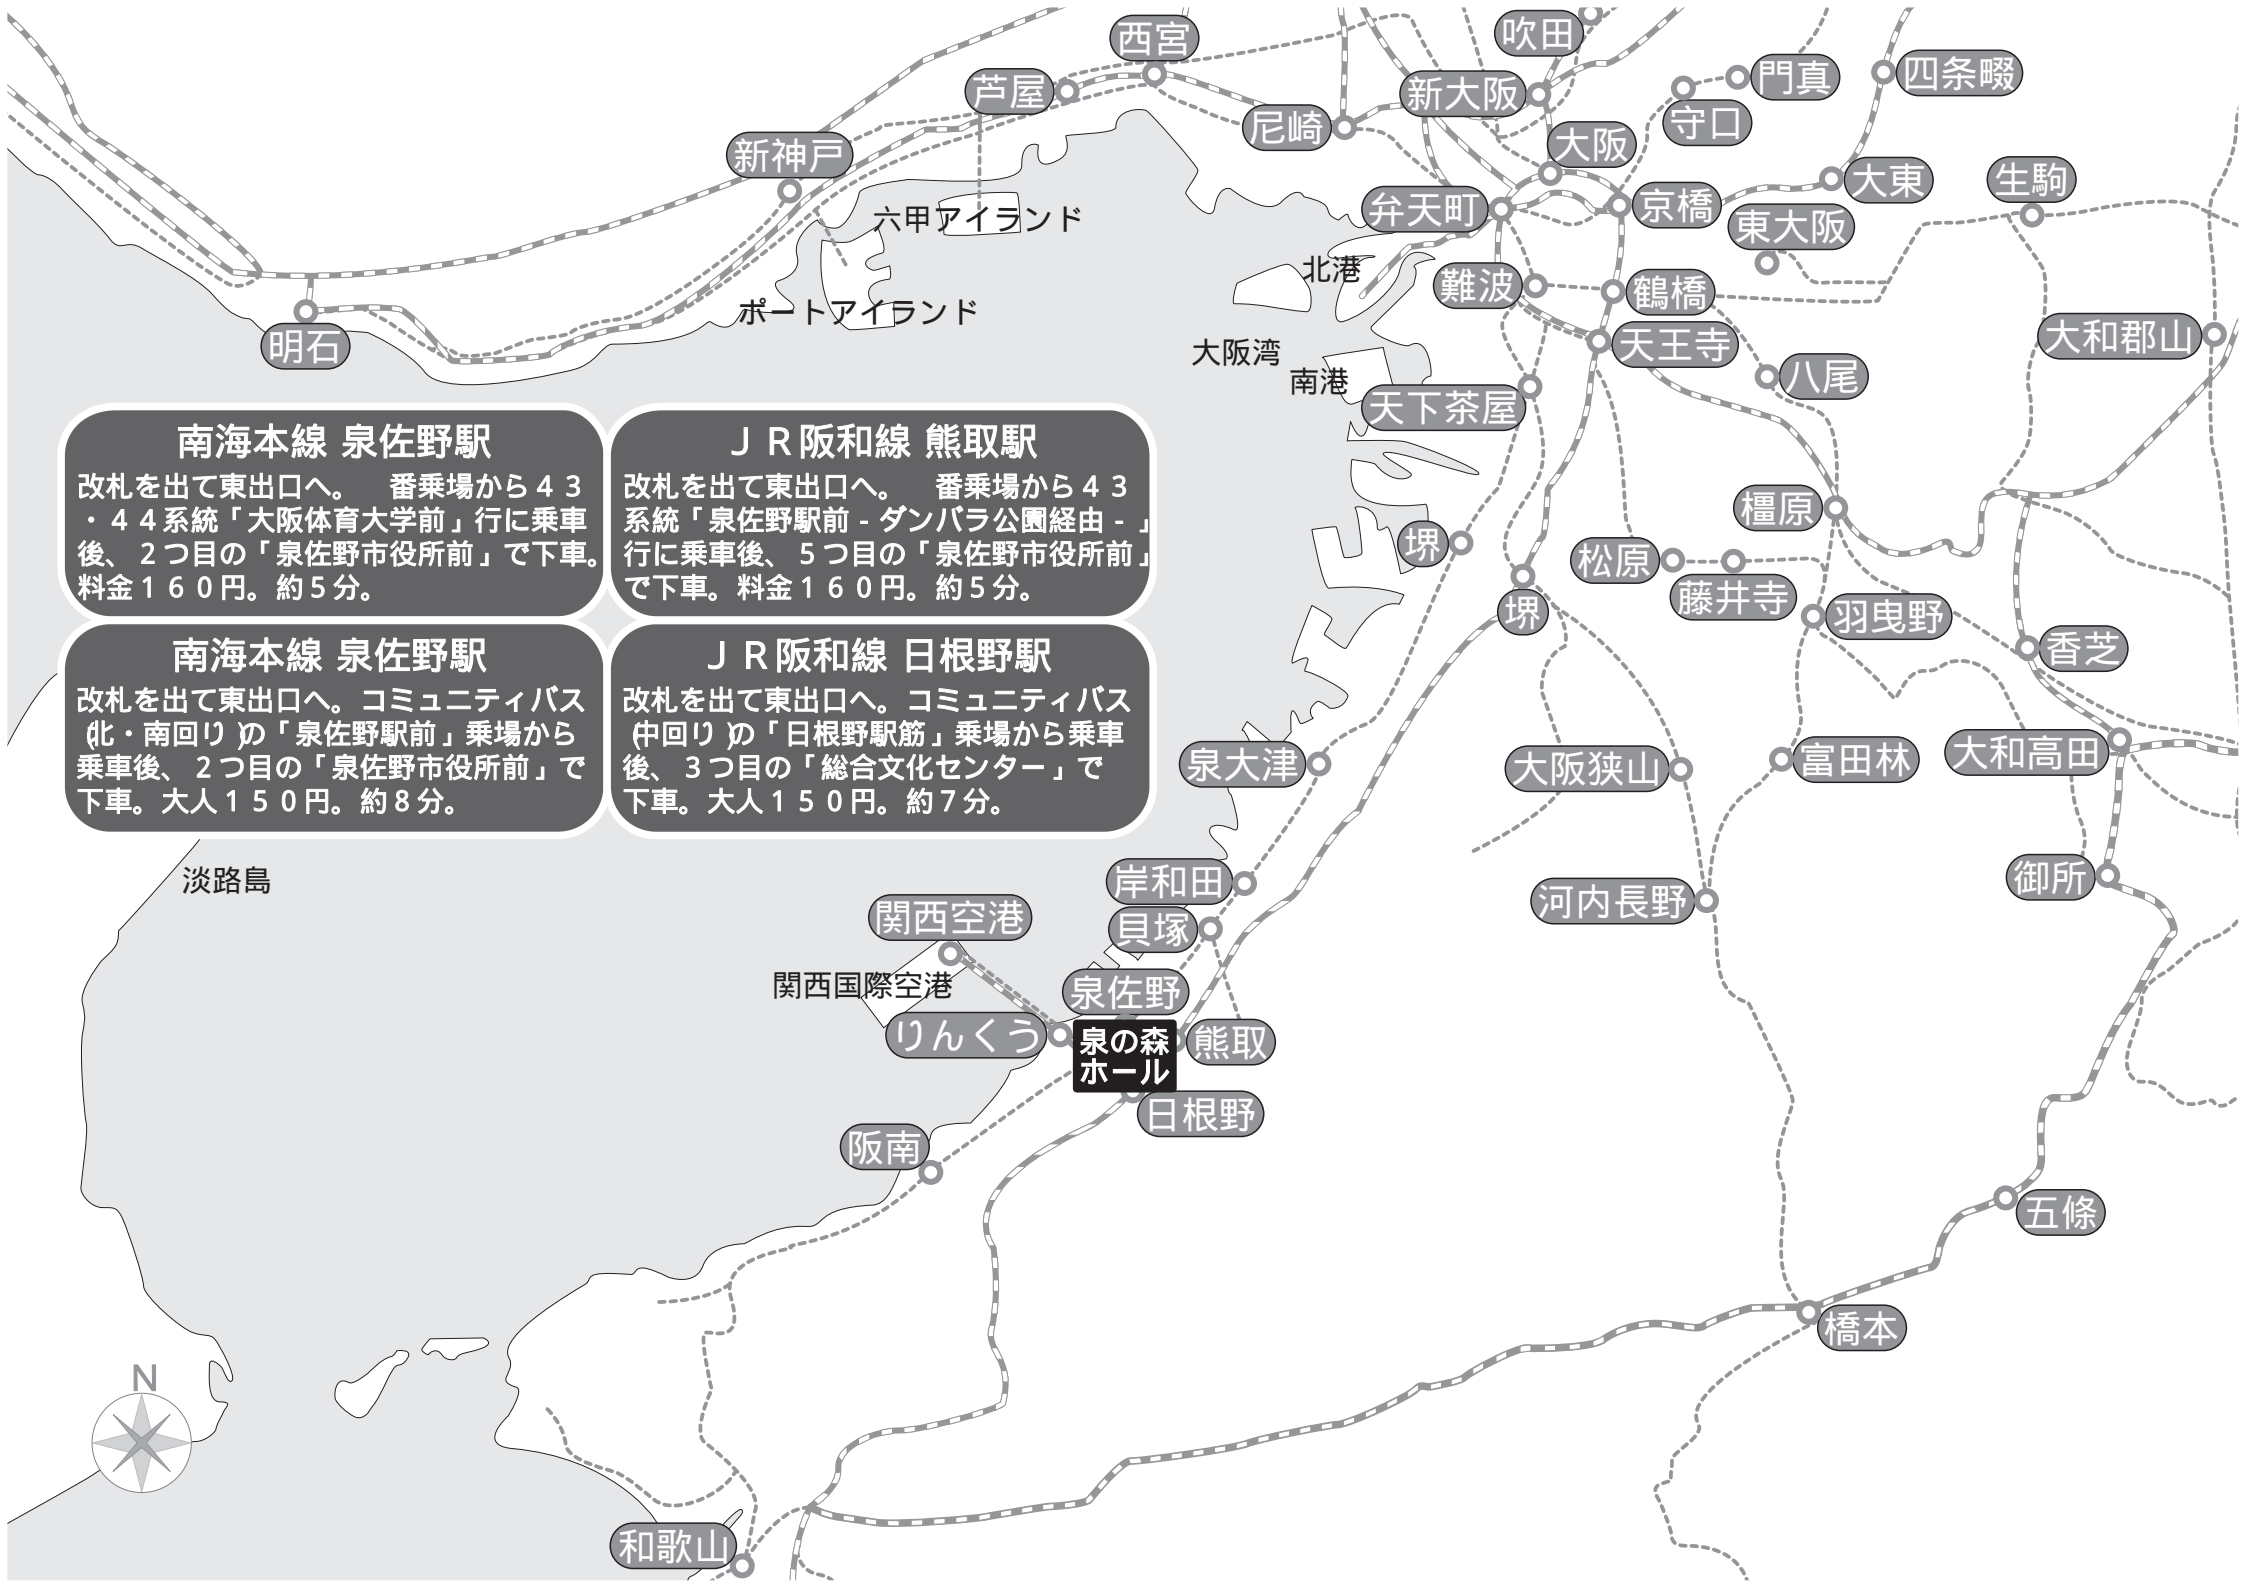 西宮
吹田
芦屋
新大阪
門真
四条畷
守口
尼崎
新神戸
大阪
大東
生駒
六甲アイランド
弁天町
京橋
東大阪
北港
難波
鶴橋
ポートアイランド
明石
大阪湾
天王寺
大和郡山
南港
八尾
天下茶屋
南海本線 泉佐野駅
改札を出て東出口へ。　番乗場から４３
・４４系統「大阪体育大学前」行に乗車
後、２つ目の「泉佐野市役所前」で下車。
料金１６０円。約５分。
ＪＲ阪和線 熊取駅
改札を出て東出口へ。　番乗場から４３
系統「泉佐野駅前-ダンバラ公園経由-」
行に乗車後、５つ目の「泉佐野市役所前」
で下車。料金１６０円。約５分。
橿原
堺
松原
藤井寺
堺
羽曳野
香芝
南海本線 泉佐野駅
改札を出て東出口へ。コミュニティバス
(北・南回り)の「泉佐野駅前」乗場から
乗車後、２つ目の「泉佐野市役所前」で
下車。大人１５０円。約８分。
ＪＲ阪和線 日根野駅
改札を出て東出口へ。コミュニティバス
(中回り)の「日根野駅筋」乗場から乗車
後、３つ目の「総合文化センター」で
下車。大人１５０円。約７分。
泉大津
大阪狭山
富田林
大和高田
淡路島
岸和田
御所
河内長野
関西空港
貝塚
関西国際空港
泉佐野
りんくう
泉の森
ホール
熊取
日根野
阪南
五條
橋本
N
和歌山